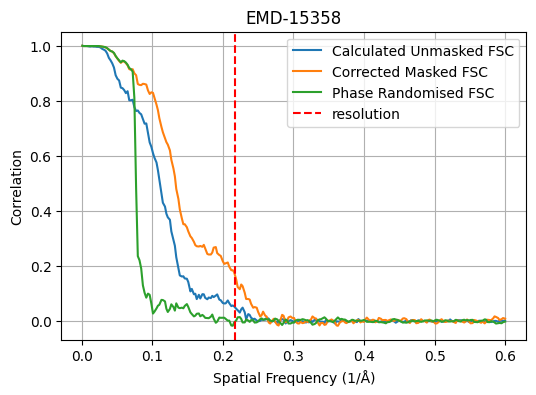 EMD-15358
Calculated Unmasked FSC
Corrected Masked FSC
Phase Randomised FSC
resolution
Correlation
1.0
0.8
0.6
0.4
0.2
0.0
0.0 0.1 0.2 0.3 0.4 0.5 0.6
Spatial Frequency (1/Å)